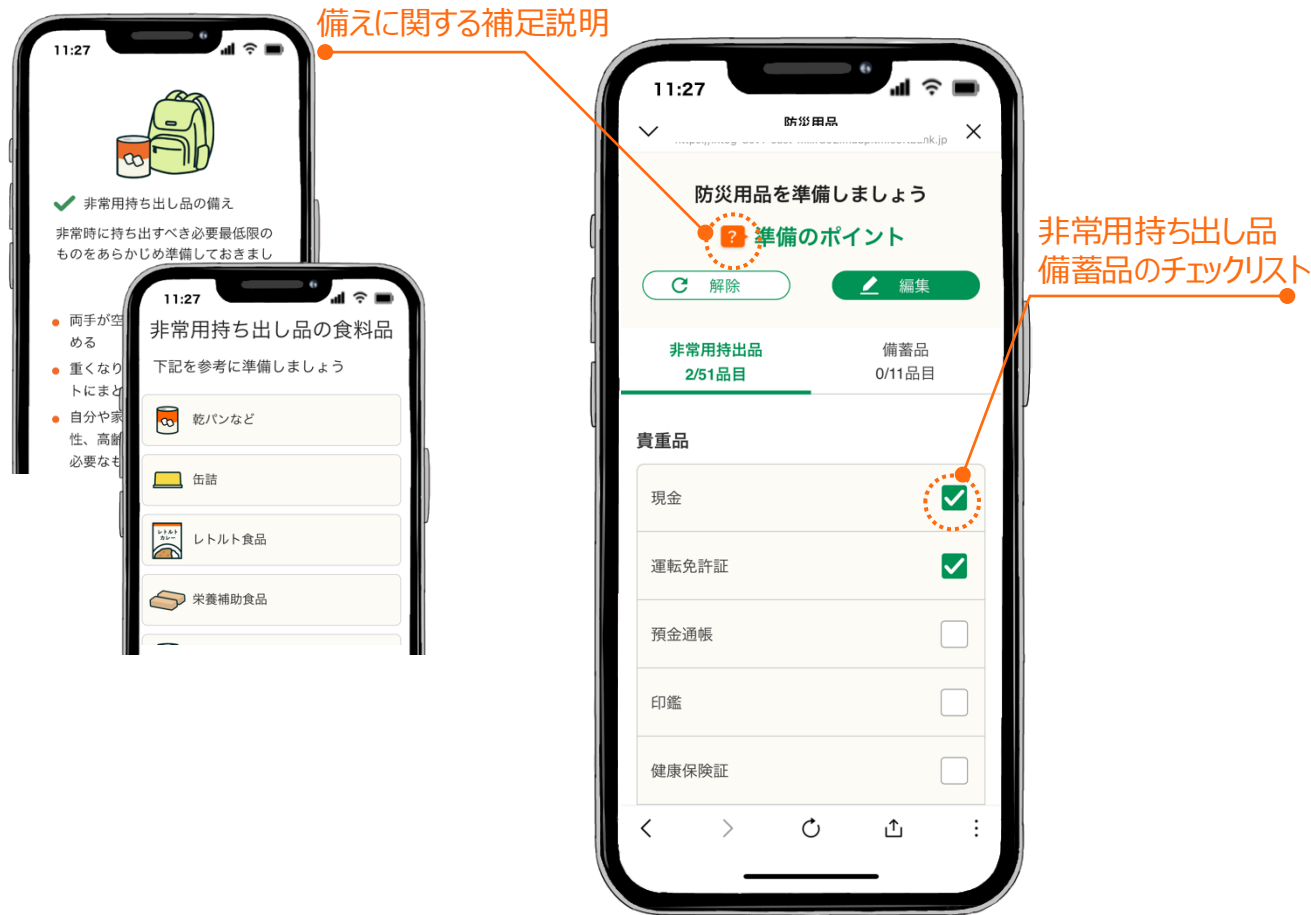 備えに関する補足説明
11:27
非常用持ち出し品の備え
非常時に持ち出すべき必要最低限の
ものをあらかじめ準備しておきまし
両手が空
める
重くなり
トにまと
自分や家
性、高齢
必要なも
11:27
非常用持ち出し品の食料品
下記を参考に準備しましょう
乾パンなど
缶詰
レトルト
カレー
レトルト食品
栄養補助食品
11:27
防災用品
nk.jp
防災用品を準備しましょう
? 準備のポイント
解除
編集
非常用持出品
2/51品目
備蓄品
0/11品目
貴重品
現金
運転免許証
預金通帳
印鑑
健康保険証
非常用持ち出し品
備蓄品のチェックリスト